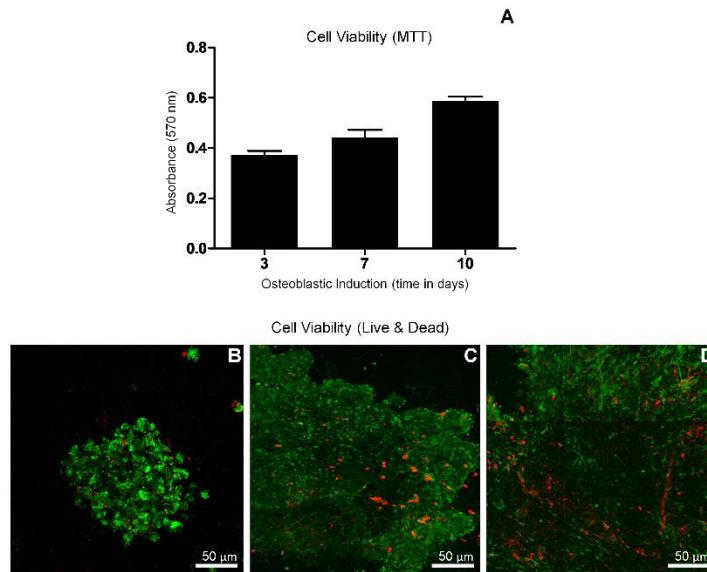 A
Cell Viability (MTT)
0.8
0.6
0.4
0.2
0.0
Absorbance (570 nm)
3 7 10
Osteoblastic Induction (time in days)
Cell Viability (Live & Dead)
B C D
50 µm 50 µm 50 µm